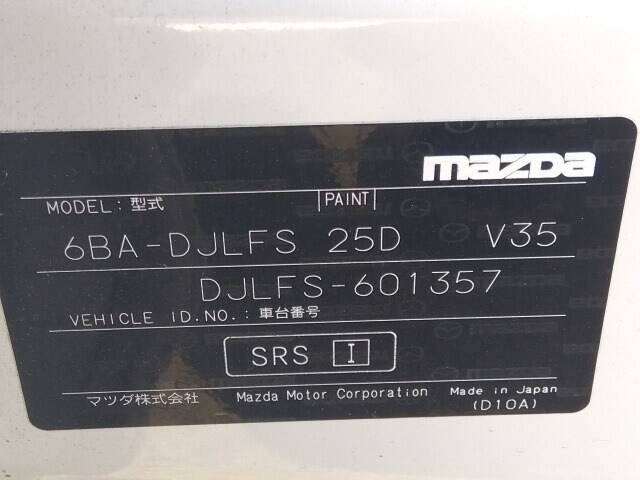 mazda
MODEL: 型式 PAINT
6BA-DJLFS 25D V35
DJLFS-601357
VEHICLE ID.NO.: 車台番号
SRS I
マツダ株式会社 Mazda Motor Corporation Made in Japan
(D10A)